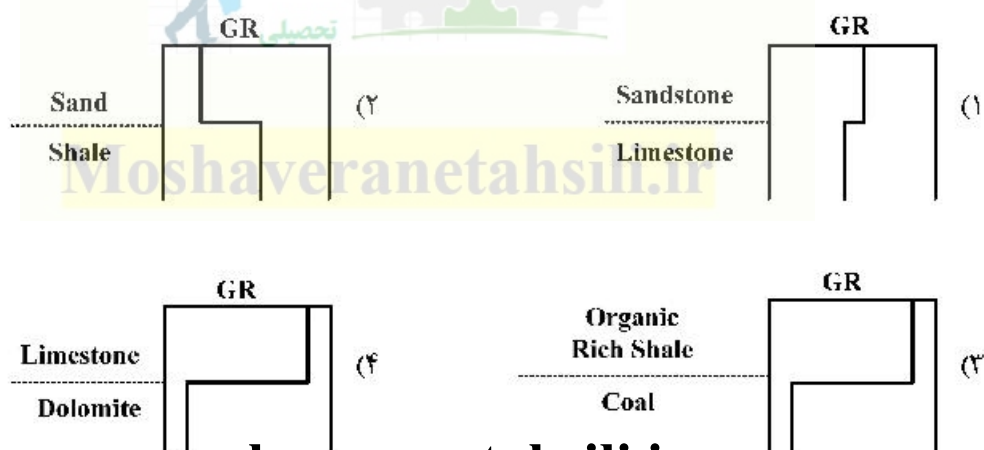 GR
Sandstone
Limestone
(۱
تحصیلی
GR
Sand
Shale
(۲
Moshaveranetahsili.ir
GR
Organic
Rich Shale
Coal
(۳
GR
Limestone
Dolomite
(۴